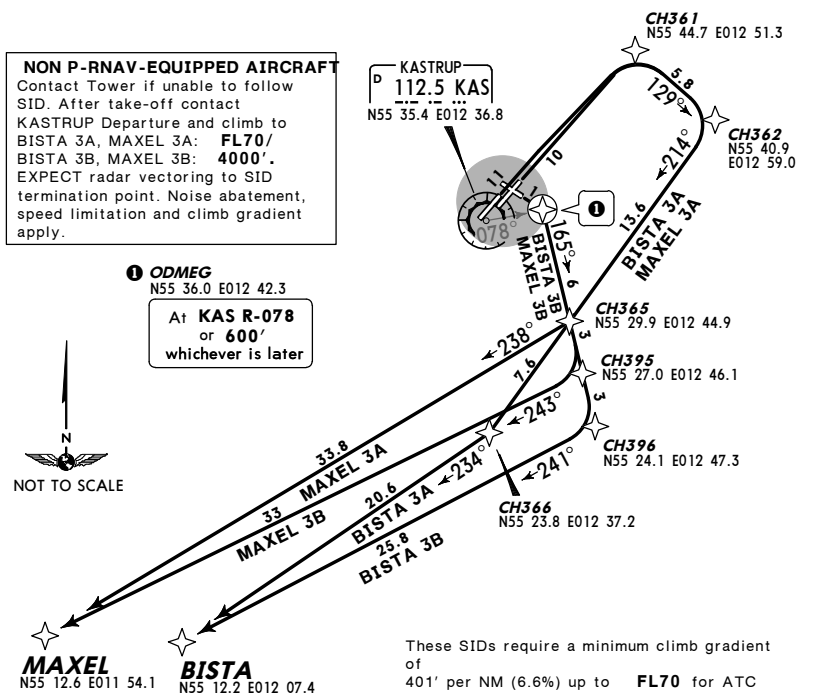 CH361
N55 44.7 E012 51.3
NON P-RNAV-EQUIPPED AIRCRAFT
Contact Tower if unable to follow
SID. After take-off contact
KASTRUP Departure and climb to
BISTA 3A, MAXEL 3A: FL70/
BISTA 3B, MAXEL 3B: 4000'.
EXPECT radar vectoring to SID
termination point. Noise abatement,
speed limitation and climb gradient
apply.
KASTRUP
D 112.5 KAS
N55 35.4 E012 36.8
5.8
129°
CH362
N55 40.9
E012 59.0
214°
10
11
1
13.6
BISTA 3A
MAXEL 3A
1
078°
165°
BISTA 3B
MAXEL 3B
6
1 ODMEG
N55 36.0 E012 42.3
At KAS R-078
or 600'
whichever is later
CH365
N55 29.9 E012 44.9
238°
3
7.6
CH395
N55 27.0 E012 46.1
243°
3
CH396
N55 24.1 E012 47.3
234°
241°
CH366
N55 23.8 E012 37.2
N
NOT TO SCALE
33.8
MAXEL 3A
33
MAXEL 3B
20.6
BISTA 3A
25.8
BISTA 3B
MAXEL
N55 12.6 E011 54.1
BISTA
N55 12.2 E012 07.4
These SIDs require a minimum climb gradient
of
401' per NM (6.6%) up to FL70 for ATC